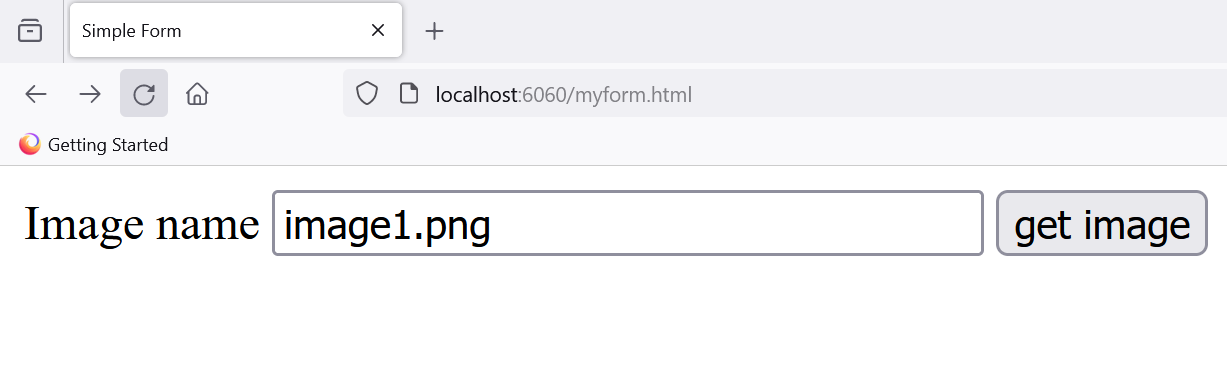 Simple Form
localhost:6060/myform.html
Getting Started
Image name image1.png get image